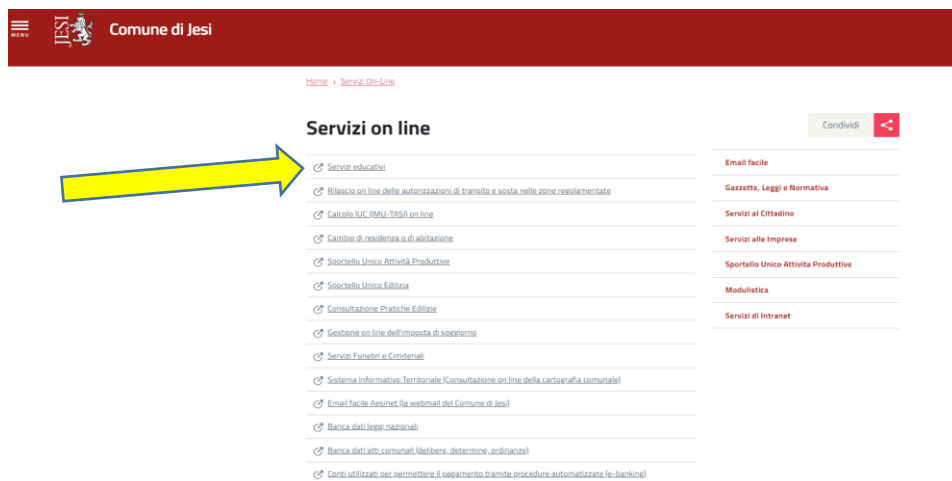 MENU
JESI
Comune di Jesi
Home > Servizi On-Line
Servizi on line
Condividi
Servizi educativi
Rilascio on line delle autorizzazioni di transito e sosta nelle zone regolamentate
Calcolo IUC (IMU-TASI) on line
Cambio di residenza o di abitazione
Sportello Unico Attività Produttive
Sportello Unico Edilizia
Consultazione Pratiche Edilizie
Gestione on line dell'imposta di soggiorno
Servizi Funebri e Cimiteriali
Sistema Informativo Territoriale (Consultazione on line della cartografia comunale)
Email facile Aesinet (la webmail del Comune di Jesi)
Banca dati leggi nazionali
Banca dati atti comunali (delibere, determine, ordinanze)
Conti utilizzati per permettere il pagamento tramite procedure automatizzate (e-banking)
Email facile
Gazzette, Leggi e Normativa
Servizi al Cittadino
Servizi alle Imprese
Sportello Unico Attivita Produttive
Modulistica
Servizi di Intranet